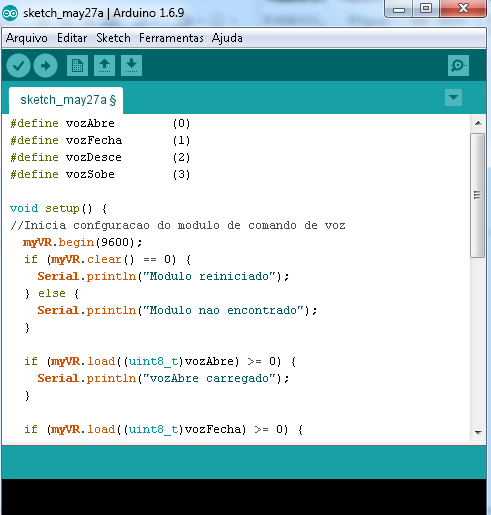 sketch_may27a | Arduino 1.6.9
Arquivo Editar Sketch Ferramentas Ajuda
sketch_may27a §
#define vozAbre (0)
#define vozFecha (1)
#define vozDesce (2)
#define vozSobe (3)
void setup() {
//Inicia confguracao do modulo de comando de voz
myVR.begin(9600);
if (myVR.clear() == 0) {
Serial.println("Modulo reiniciado");
} else {
Serial.println("Modulo nao encontrado");
}
if (myVR.load((uint8_t)vozAbre) >= 0) {
Serial.println("vozAbre carregado");
}
if (myVR.load((uint8_t)vozFecha) >= 0) {